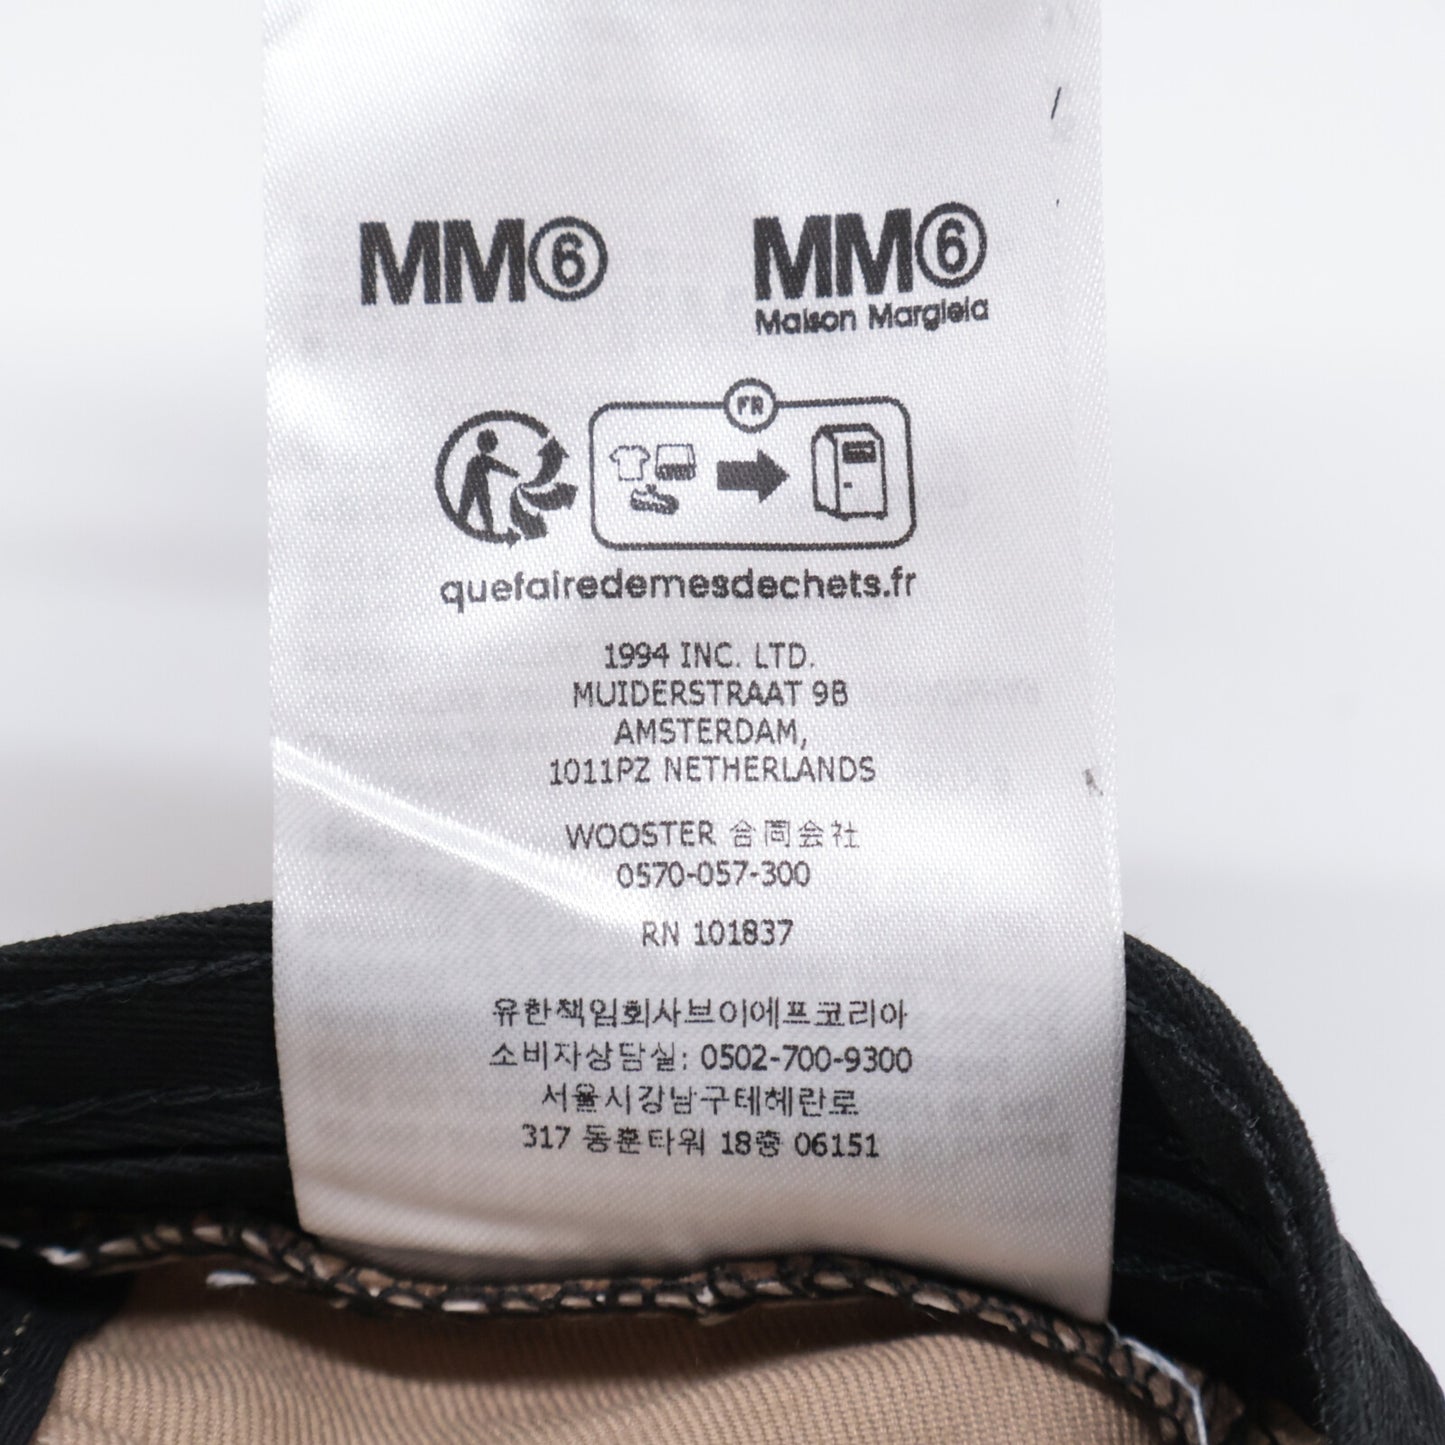 MM⑥ MM⑥
Maison Margiela
FR
quefairedemesdechets.fr
1994 INC. LTD.
MUIDERSTRAAT 9B
AMSTERDAM,
1011PZ NETHERLANDS
WOOSTER 合同会社
0570-057-300
RN 101837
유한책임회사브이에프코리아
소비자상담실: 0502-700-9300
서울시강남구테헤란로
317 동훈타워 18층 06151